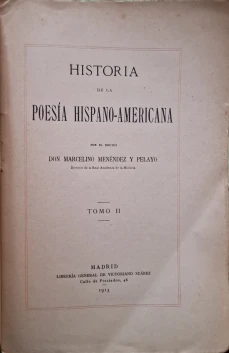 HISTORIA
DE LA
POESÍA HISPANO-AMERICANA
POR EL DOCTOR
DON MARCELINO MENÉNDEZ Y PELAYO
Director de la Real Academia de la Historia
TOMO II
MADRID
LIBRERÍA GENERAL DE VICTORIANO SUÁREZ
Calle de Preciados, 48
1913